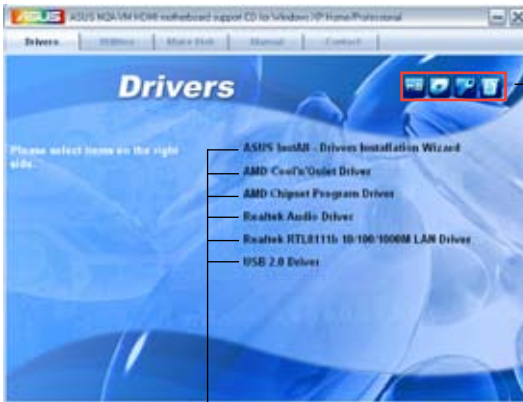 ASUS
ASUS M2A-VM HDMI motherboard support CD for Windows XP Home/Professional
Drivers
Utilities
Make Disk
Manual
Contact
Drivers
Please select items on the right
side.
ASUS InstAll - Drivers Installation Wizard
AMD Cool'n'Quiet Driver
AMD Chipset Program Driver
Realtek Audio Driver
Realtek RTL8111b 10/100/1000M LAN Driver
USB 2.0 Driver